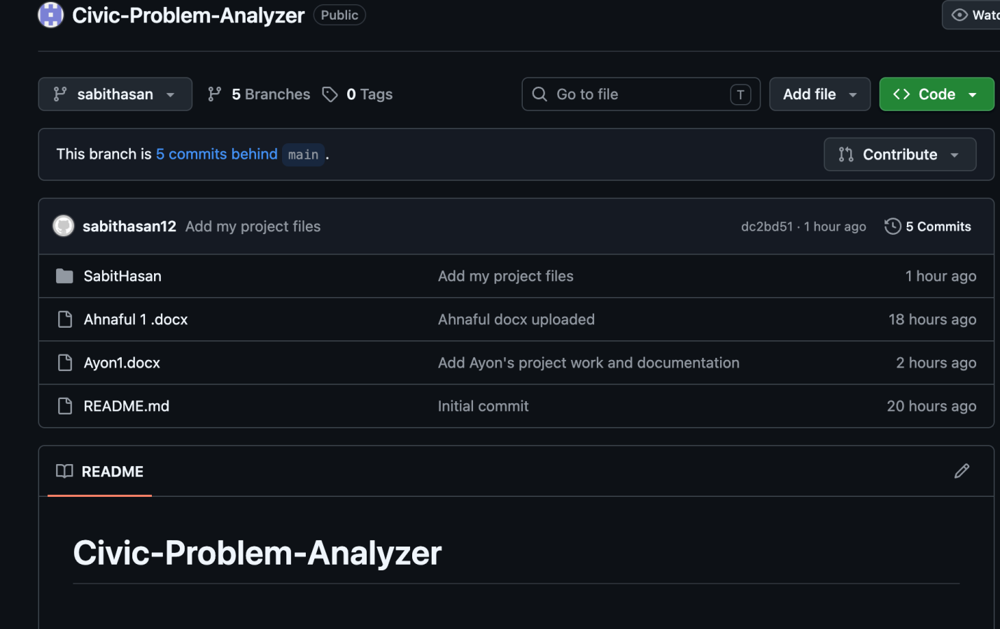 Civic-Problem-Analyzer Public
sabithasan 5 Branches 0 Tags Go to file T Add file Code
This branch is 5 commits behind main . Contribute
sabithasan12 Add my project files dc2bd51 · 1 hour ago 5 Commits
SabitHasan Add my project files 1 hour ago
Ahnaful 1 .docx Ahnaful docx uploaded 18 hours ago
Ayon1.docx Add Ayon's project work and documentation 2 hours ago
README.md Initial commit 20 hours ago
README
Civic-Problem-Analyzer